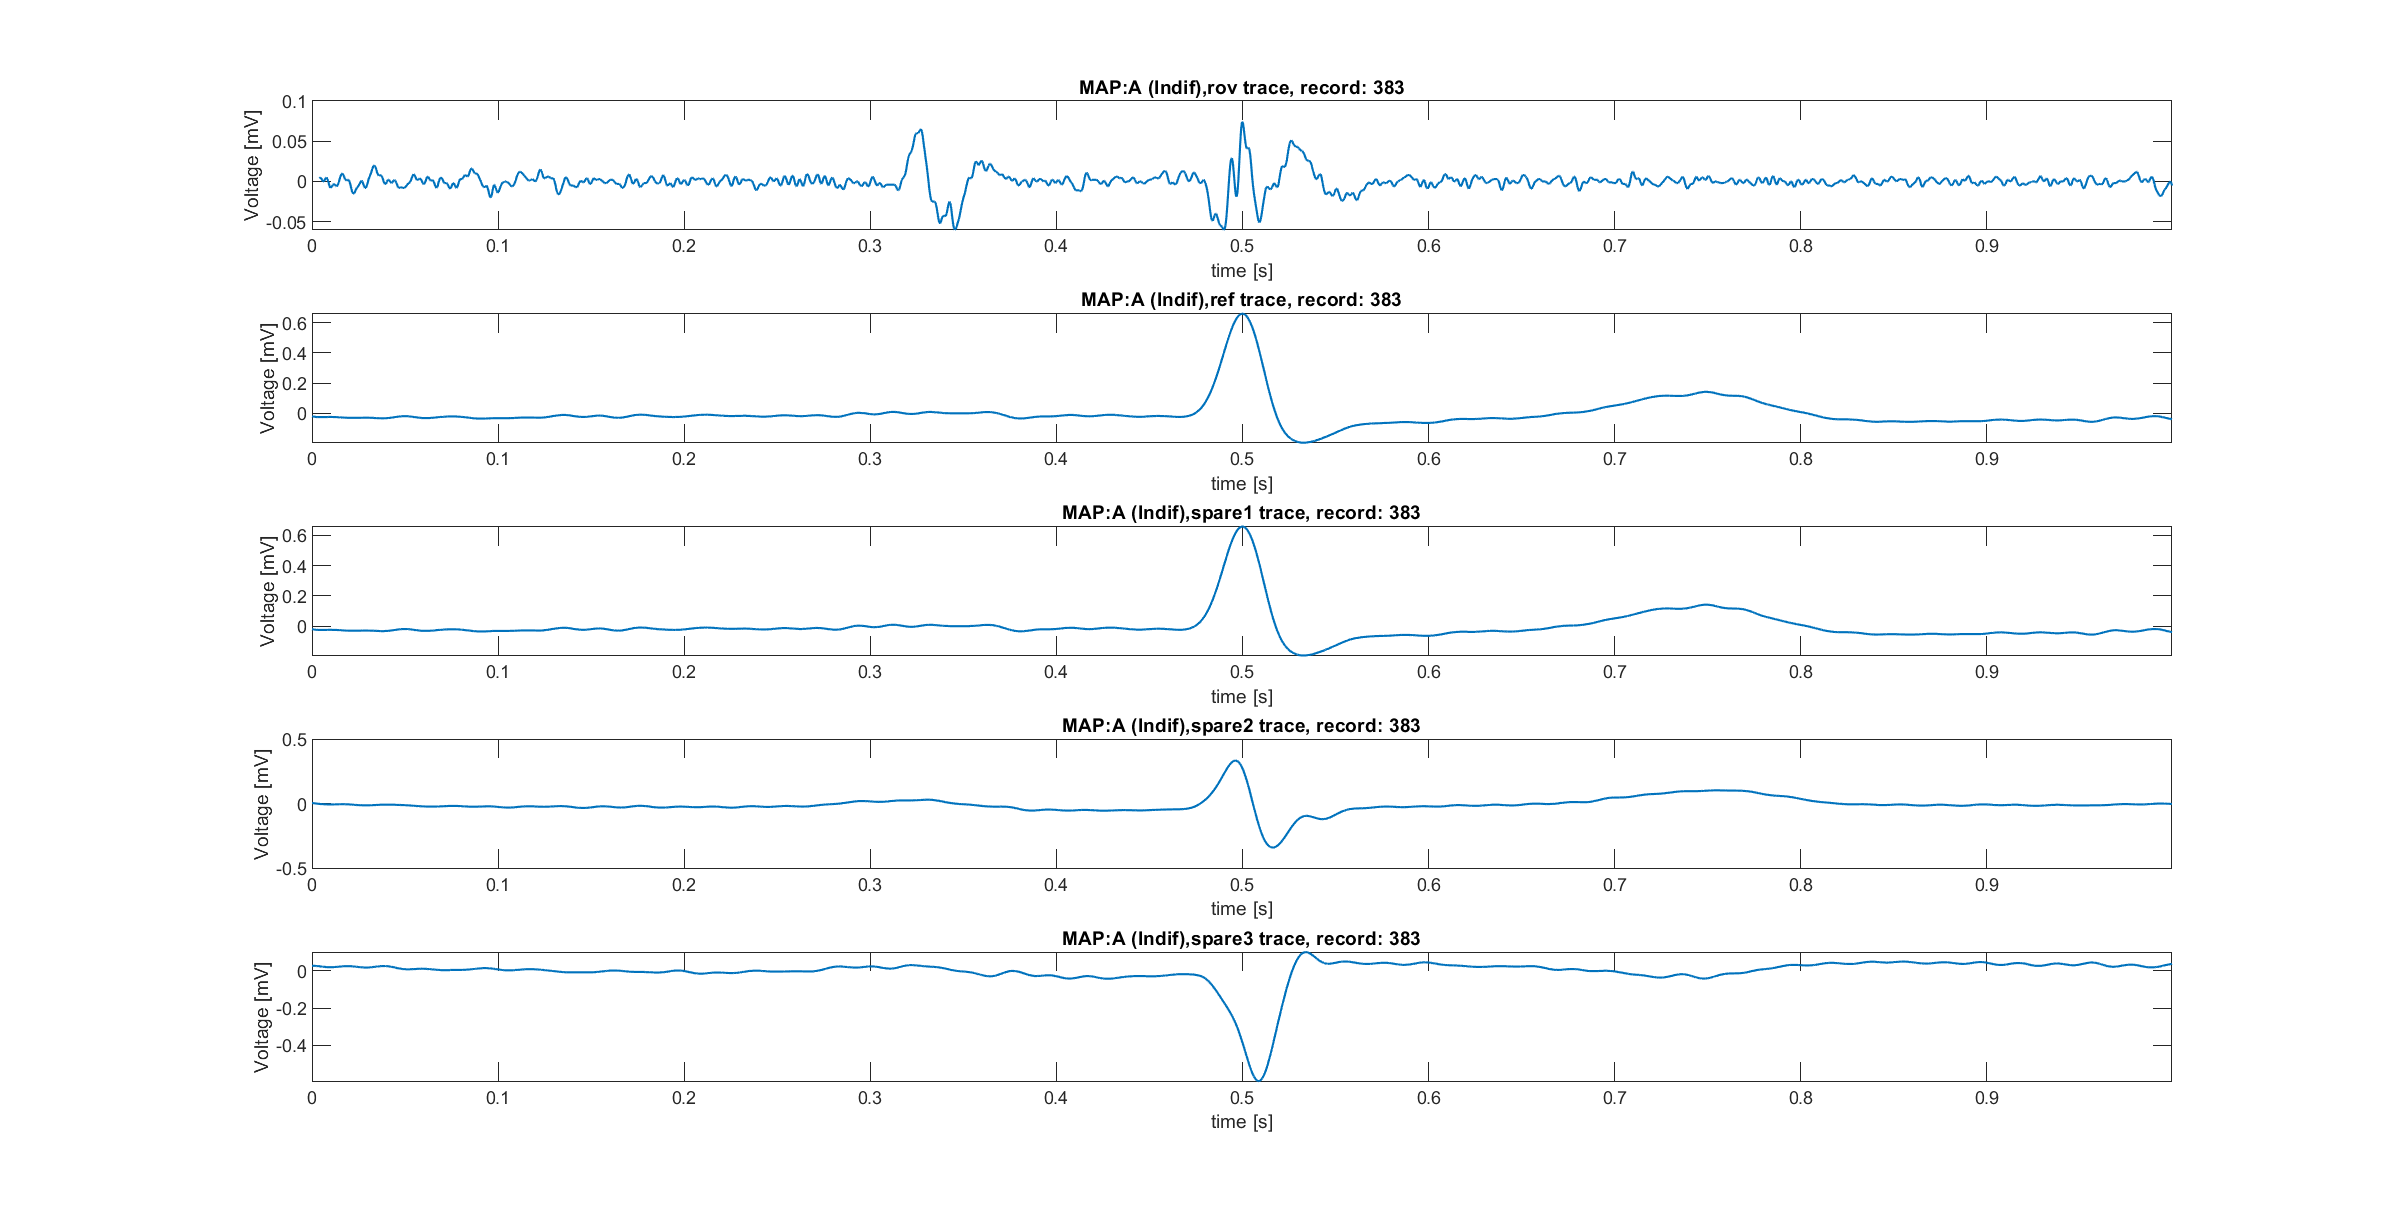 MAP:A (Indif),rov trace, record: 383
Voltage [mV]
0.1
0.05
0
-0.05
0 0.1 0.2 0.3 0.4 0.5 0.6 0.7 0.8 0.9
time [s]
MAP:A (Indif),ref trace, record: 383
Voltage [mV]
0.6
0.4
0.2
0
0 0.1 0.2 0.3 0.4 0.5 0.6 0.7 0.8 0.9
time [s]
MAP:A (Indif),spare1 trace, record: 383
Voltage [mV]
0.6
0.4
0.2
0
0 0.1 0.2 0.3 0.4 0.5 0.6 0.7 0.8 0.9
time [s]
MAP:A (Indif),spare2 trace, record: 383
Voltage [mV]
0.5
0
-0.5
0 0.1 0.2 0.3 0.4 0.5 0.6 0.7 0.8 0.9
time [s]
MAP:A (Indif),spare3 trace, record: 383
Voltage [mV]
0
-0.2
-0.4
0 0.1 0.2 0.3 0.4 0.5 0.6 0.7 0.8 0.9
time [s]